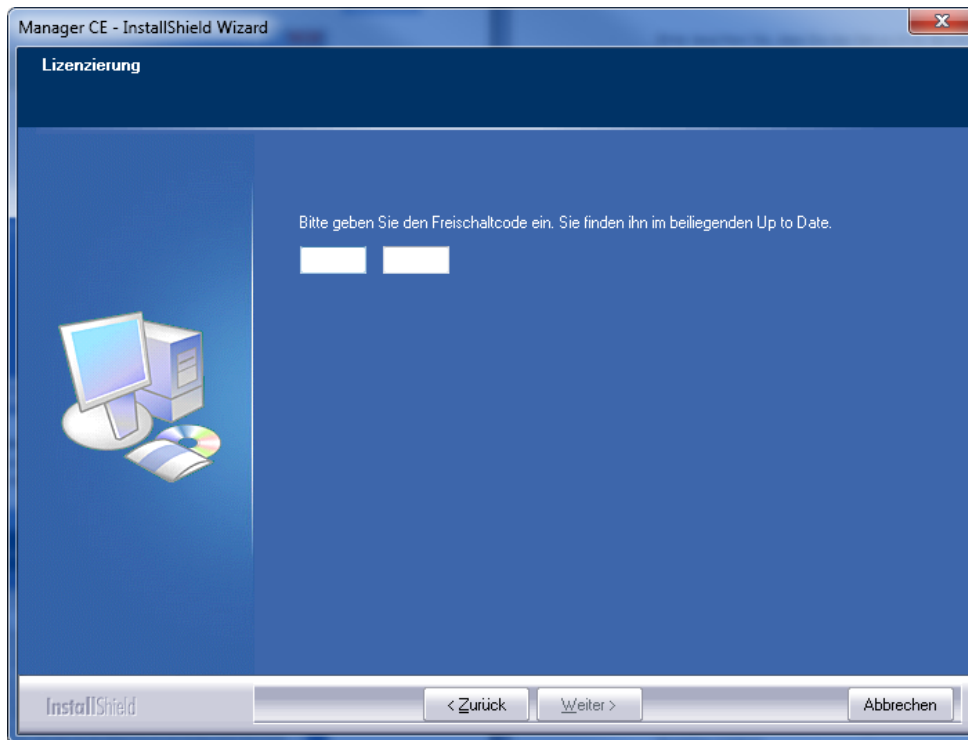 Manager CE - InstallShield Wizard
Lizenzierung
Bitte geben Sie den Freischaltcode ein. Sie finden ihn im beiliegenden Up to Date.
InstallShield
< Zurück
Weiter >
Abbrechen